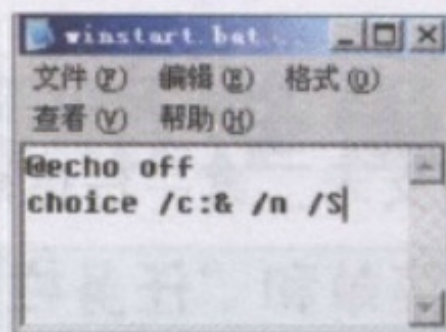 winstart.bat...
文件(F) 编辑(E) 格式(O)
查看(V) 帮助(H)
@echo off
choice /c:& /n /S